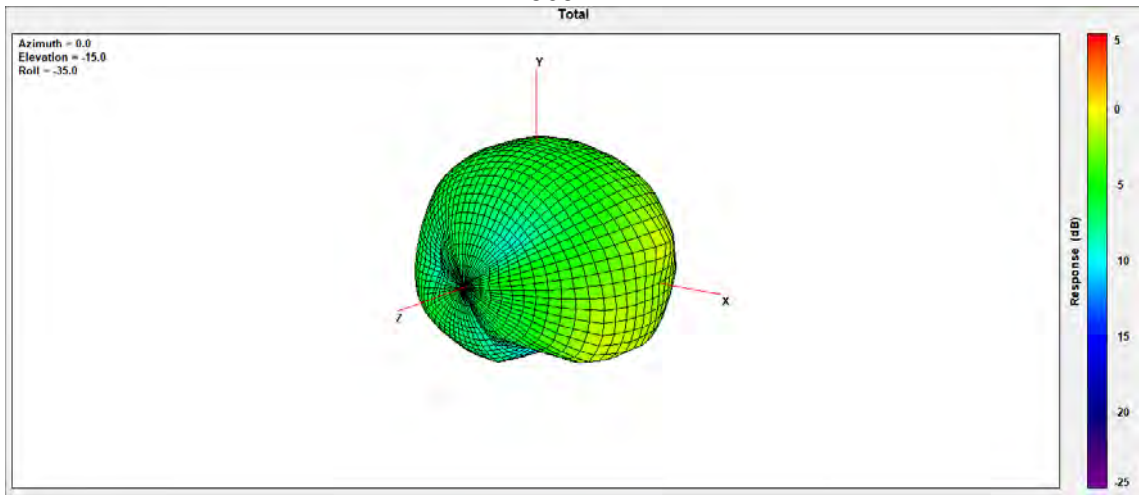 Total
Azimuth = 0.0
Elevation = -15.0
Roll = -35.0
Y
X
Z
5
0
-5
10
15
-20
-25
Response (dB)